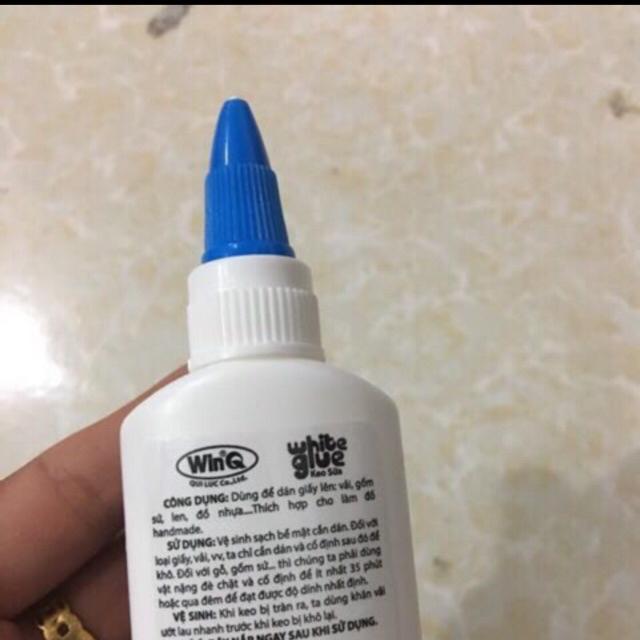 WinQ
QUI LUC Co.,Ltd.
white
glue
Keo Sữa
CÔNG DỤNG: Dùng để dán giấy lên: vải, gốm
sứ, len, đồ nhựa...Thích hợp cho làm đồ
handmade.
SỬ DỤNG: Vệ sinh sạch bề mặt cần dán. Đối với
loại giấy, vải, vv, ta chỉ cần dán và cố định sau đó để
khô. Đối với gỗ, gốm sứ... thì chúng ta phải dùng
vật nặng đè chặt và cố định để ít nhất 35 phút
hoặc qua đêm để đạt được độ dính nhất định.
VỆ SINH: Khi keo bị tràn ra, ta dùng khăn vải
ướt lau nhanh trước khi keo bị khô lại.
NẮP NGAY SAU KHI SỬ DỤNG.